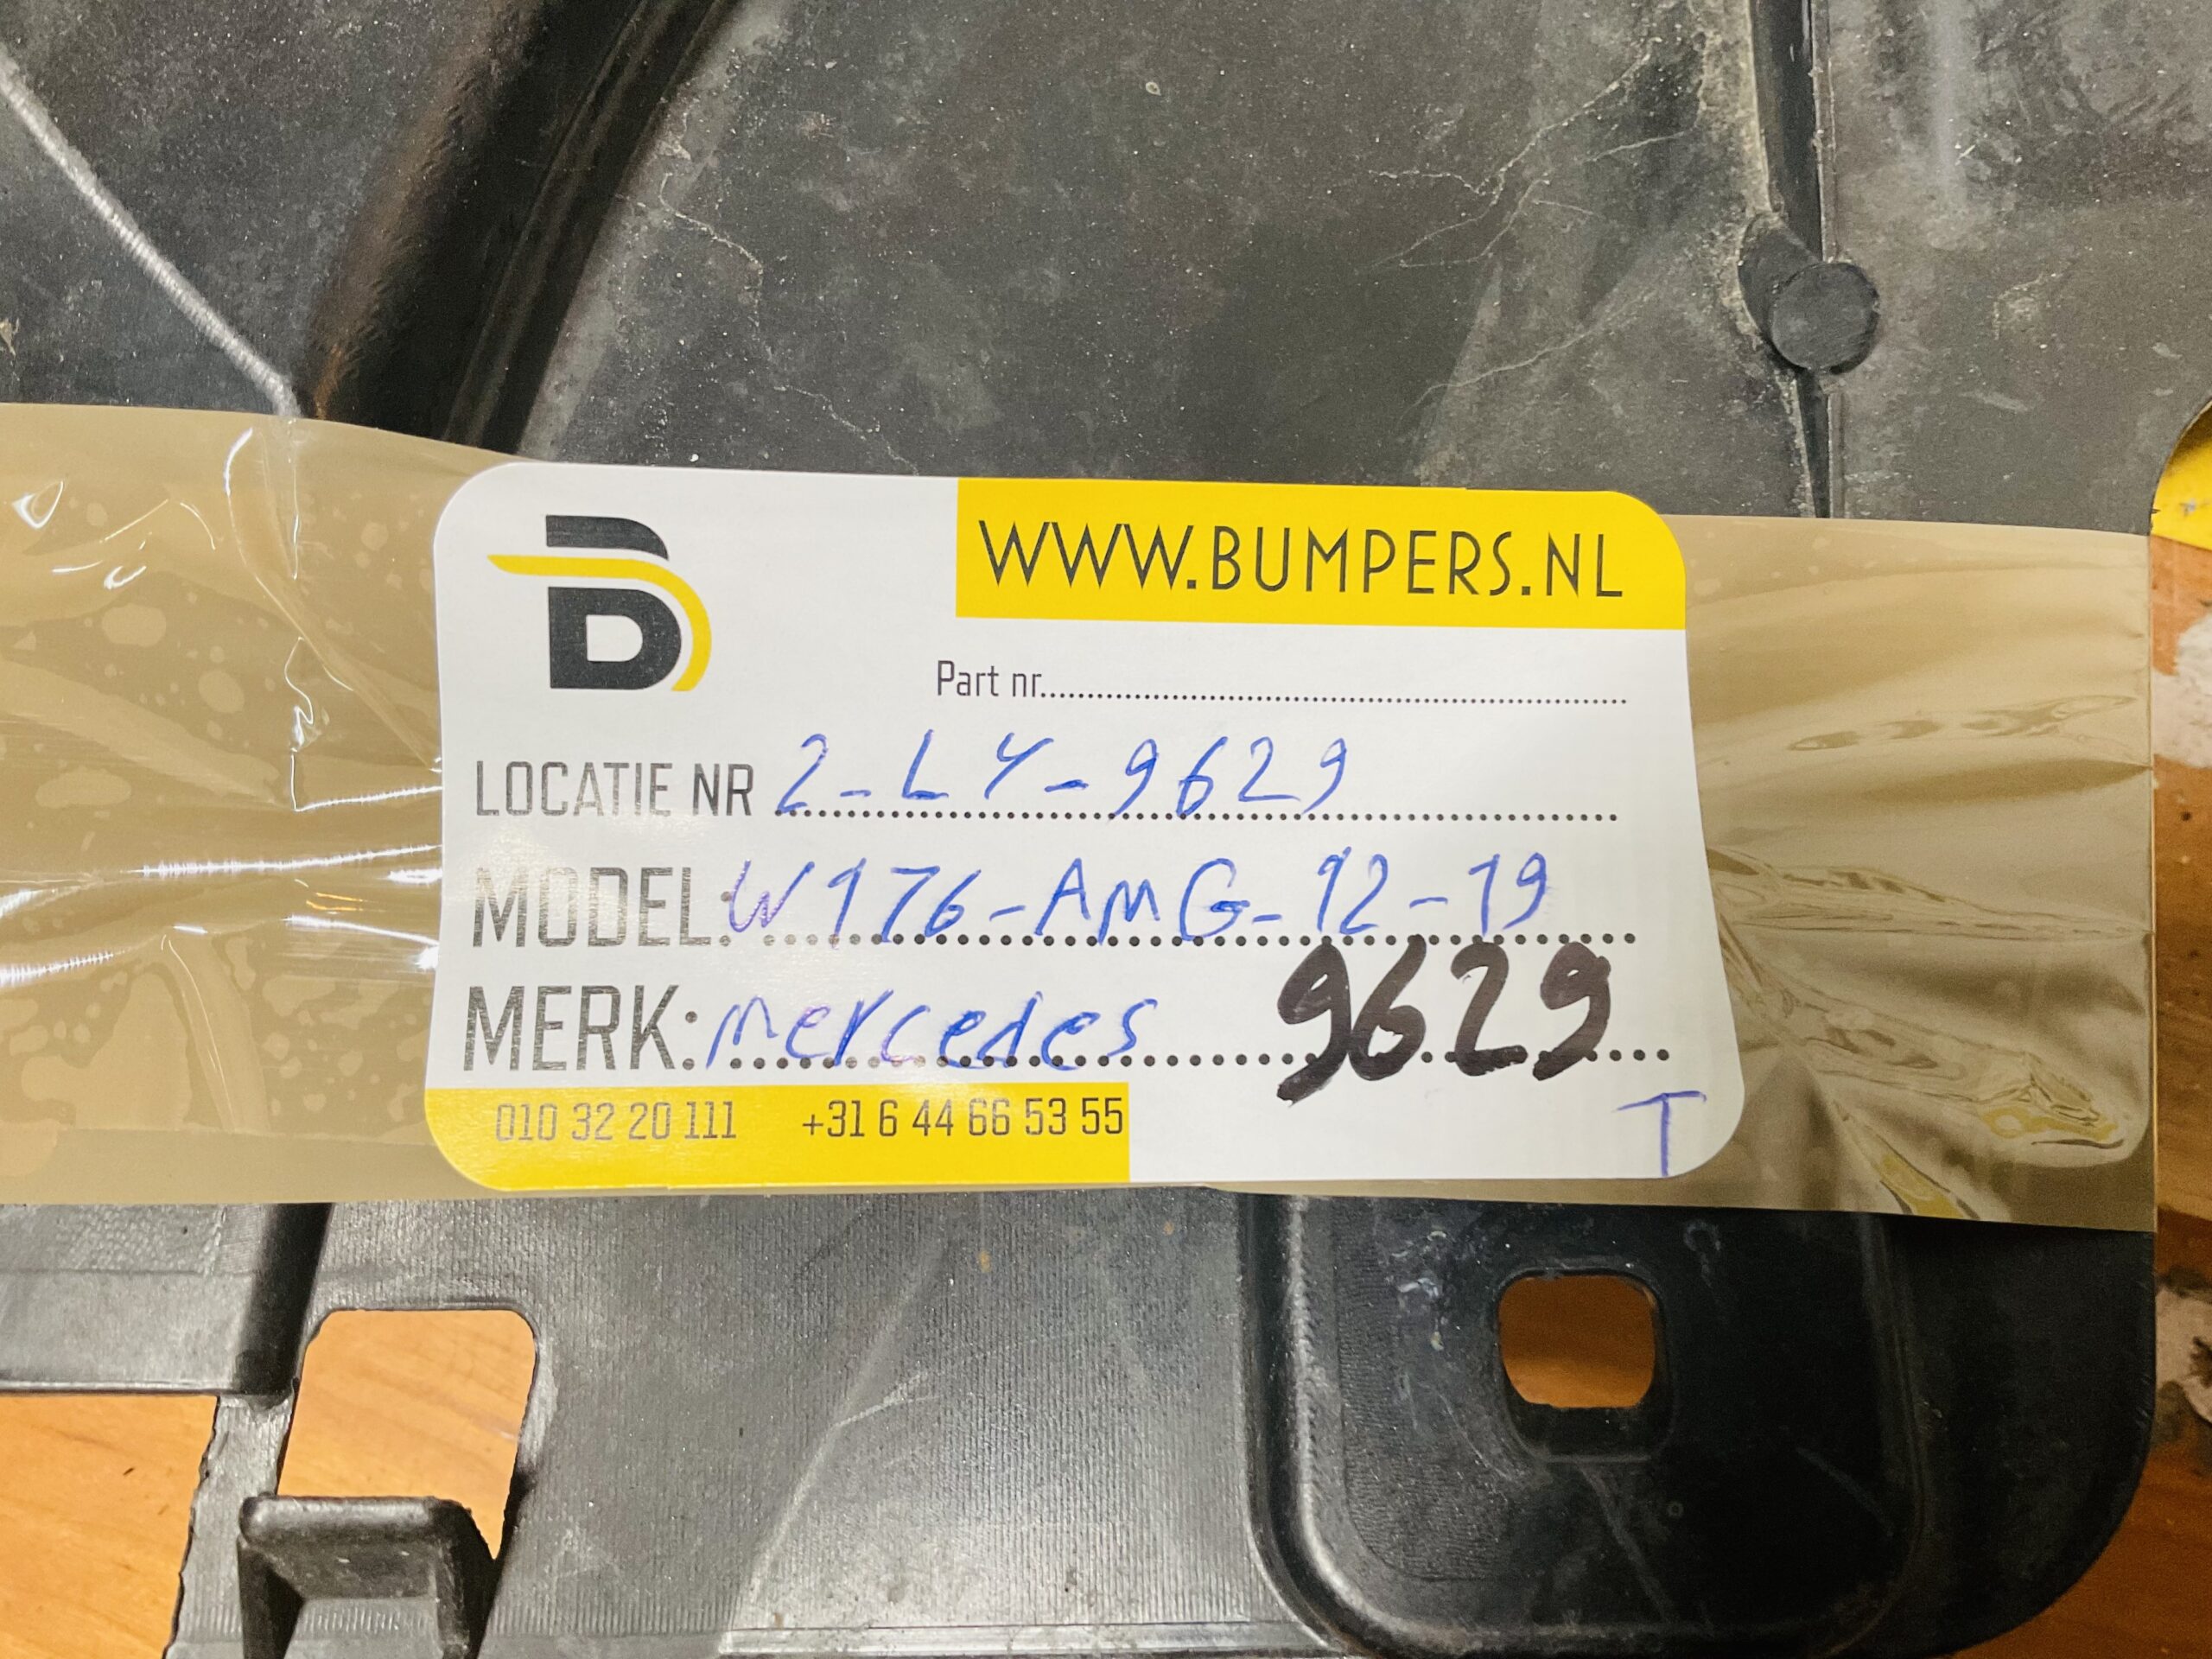 WWW.BUMPERS.NL
Part nr.
LOCATIE NR 2-LY-9629
MODEL: W176-AMG-12-19
MERK: mercedes 9629
010 32 20 111 +31 6 44 66 53 55
T